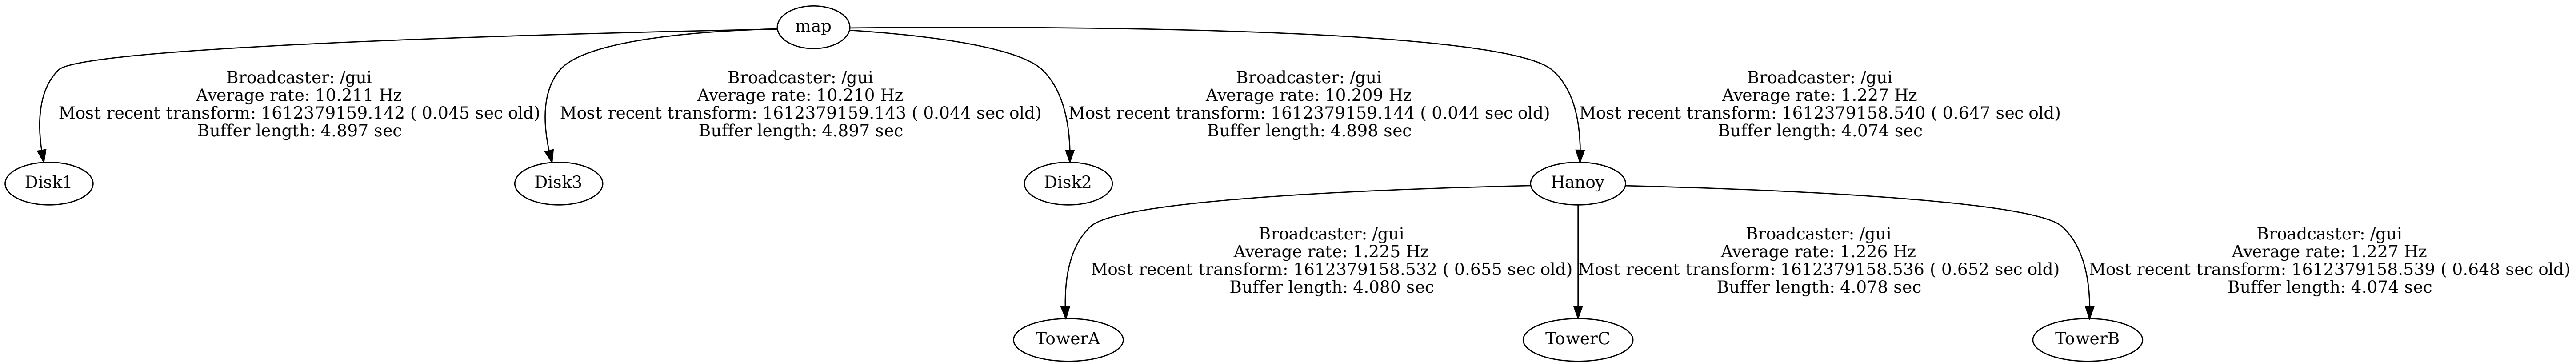 map
Broadcaster: /gui
Average rate: 10.211 Hz
Most recent transform: 1612379159.142 ( 0.045 sec old)
Buffer length: 4.897 sec
Broadcaster: /gui
Average rate: 10.210 Hz
Most recent transform: 1612379159.143 ( 0.044 sec old)
Buffer length: 4.897 sec
Broadcaster: /gui
Average rate: 10.209 Hz
Most recent transform: 1612379159.144 ( 0.044 sec old)
Buffer length: 4.898 sec
Broadcaster: /gui
Average rate: 1.227 Hz
Most recent transform: 1612379158.540 ( 0.647 sec old)
Buffer length: 4.074 sec
Disk1
Disk3
Disk2
Hanoy
Broadcaster: /gui
Average rate: 1.225 Hz
Most recent transform: 1612379158.532 ( 0.655 sec old)
Buffer length: 4.080 sec
Broadcaster: /gui
Average rate: 1.226 Hz
Most recent transform: 1612379158.536 ( 0.652 sec old)
Buffer length: 4.078 sec
Broadcaster: /gui
Average rate: 1.227 Hz
Most recent transform: 1612379158.539 ( 0.648 sec old)
Buffer length: 4.074 sec
TowerA
TowerC
TowerB